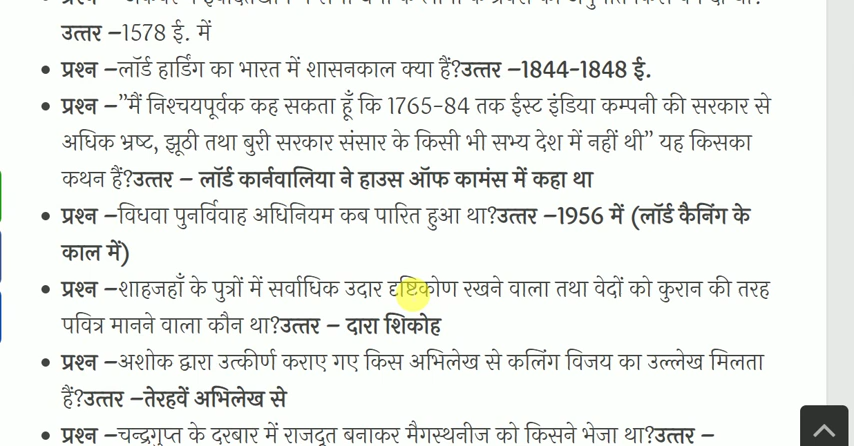 उत्तर –1578 ई. में
प्रश्न –लॉर्ड हार्डिंग का भारत में शासनकाल क्या हैं?उत्तर –1844-1848 ई.
प्रश्न –”मैं निश्चयपूर्वक कह सकता हूँ कि 1765-84 तक ईस्ट इंडिया कम्पनी की सरकार से
अधिक भ्रष्ट, झूठी तथा बुरी सरकार संसार के किसी भी सभ्य देश में नहीं थी” यह किसका
कथन हैं?उत्तर – लॉर्ड कार्नवालिया ने हाउस ऑफ कामंस में कहा था
प्रश्न –विधवा पुनर्विवाह अधिनियम कब पारित हुआ था?उत्तर –1956 में (लॉर्ड कैनिंग के
काल में)
प्रश्न –शाहजहाँ के पुत्रों में सर्वाधिक उदार दृष्टिकोण रखने वाला तथा वेदों को कुरान की तरह
पवित्र मानने वाला कौन था?उत्तर – दारा शिकोह
प्रश्न –अशोक द्वारा उत्कीर्ण कराए गए किस अभिलेख से कलिंग विजय का उल्लेख मिलता
हैं?उत्तर –तेरहवें अभिलेख से
प्रश्न –चन्द्रगुप्त के दरबार में राजदूत बनाकर मैगस्थनीज को किसने भेजा था?उत्तर –